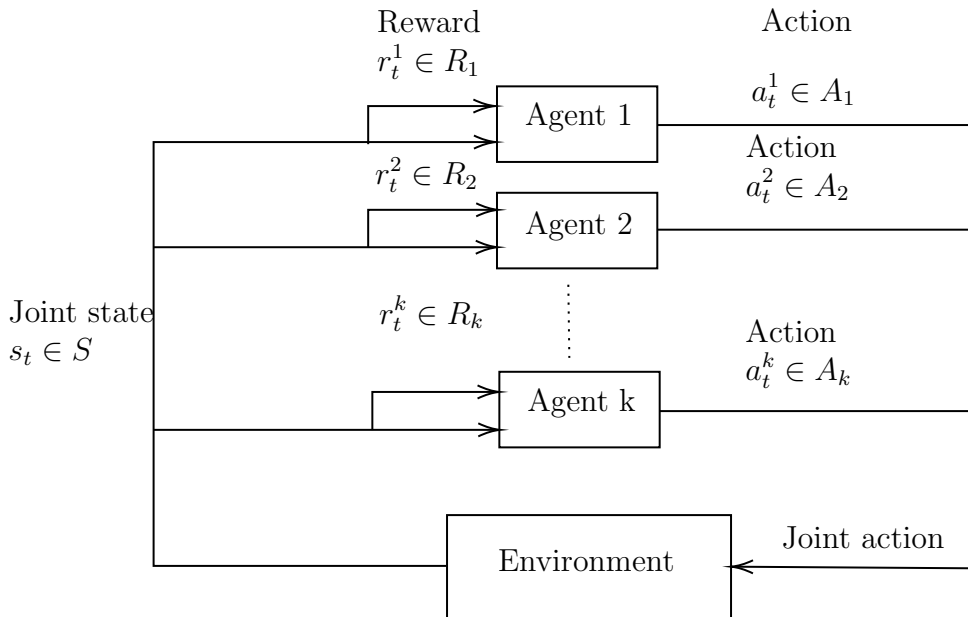 Reward
r_t^1 ∈ R_1
Action
a_t^1 ∈ A_1
Agent 1
Action
a_t^2 ∈ A_2
r_t^2 ∈ R_2
Agent 2
Joint state
s_t ∈ S
r_t^k ∈ R_k
Action
a_t^k ∈ A_k
Agent k
Joint action
Environment